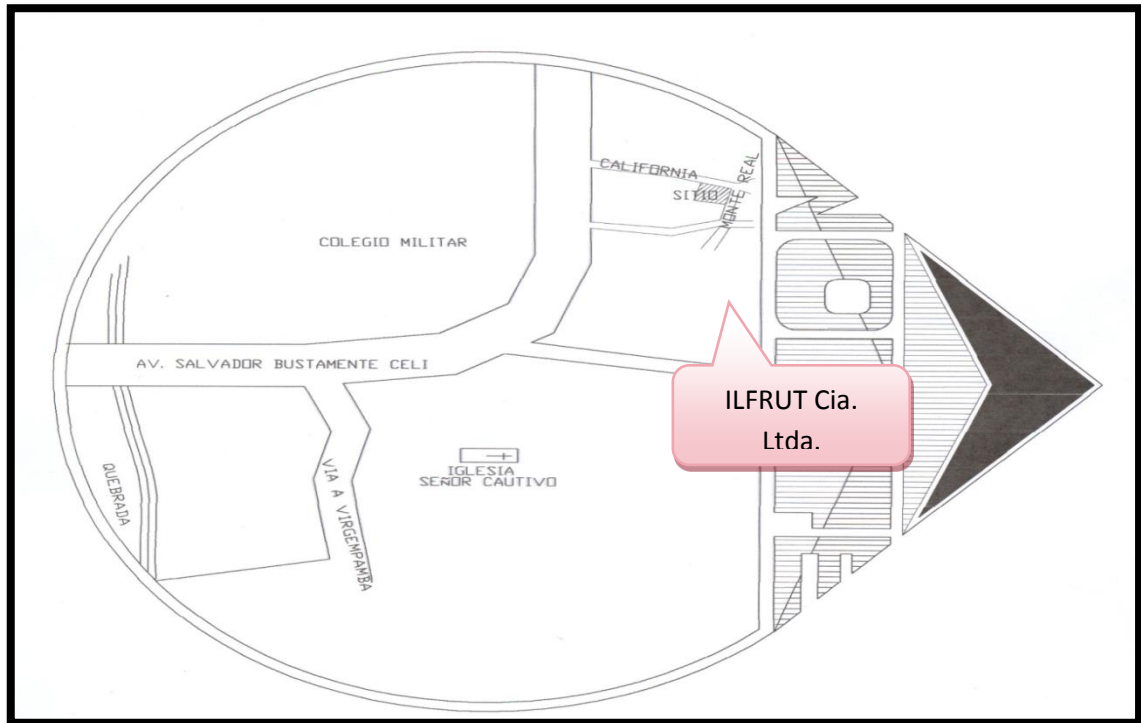 CALIFORNIA
MONTE REAL
SITIO
COLEGIO MILITAR
AV. SALVADOR BUSTAMENTE CELI
ILFRUT Cia.
Ltda.
IGLESIA
SEÑOR CAUTIVO
QUEBRADA
VIA A VIRGEMPAMBA
NORTE